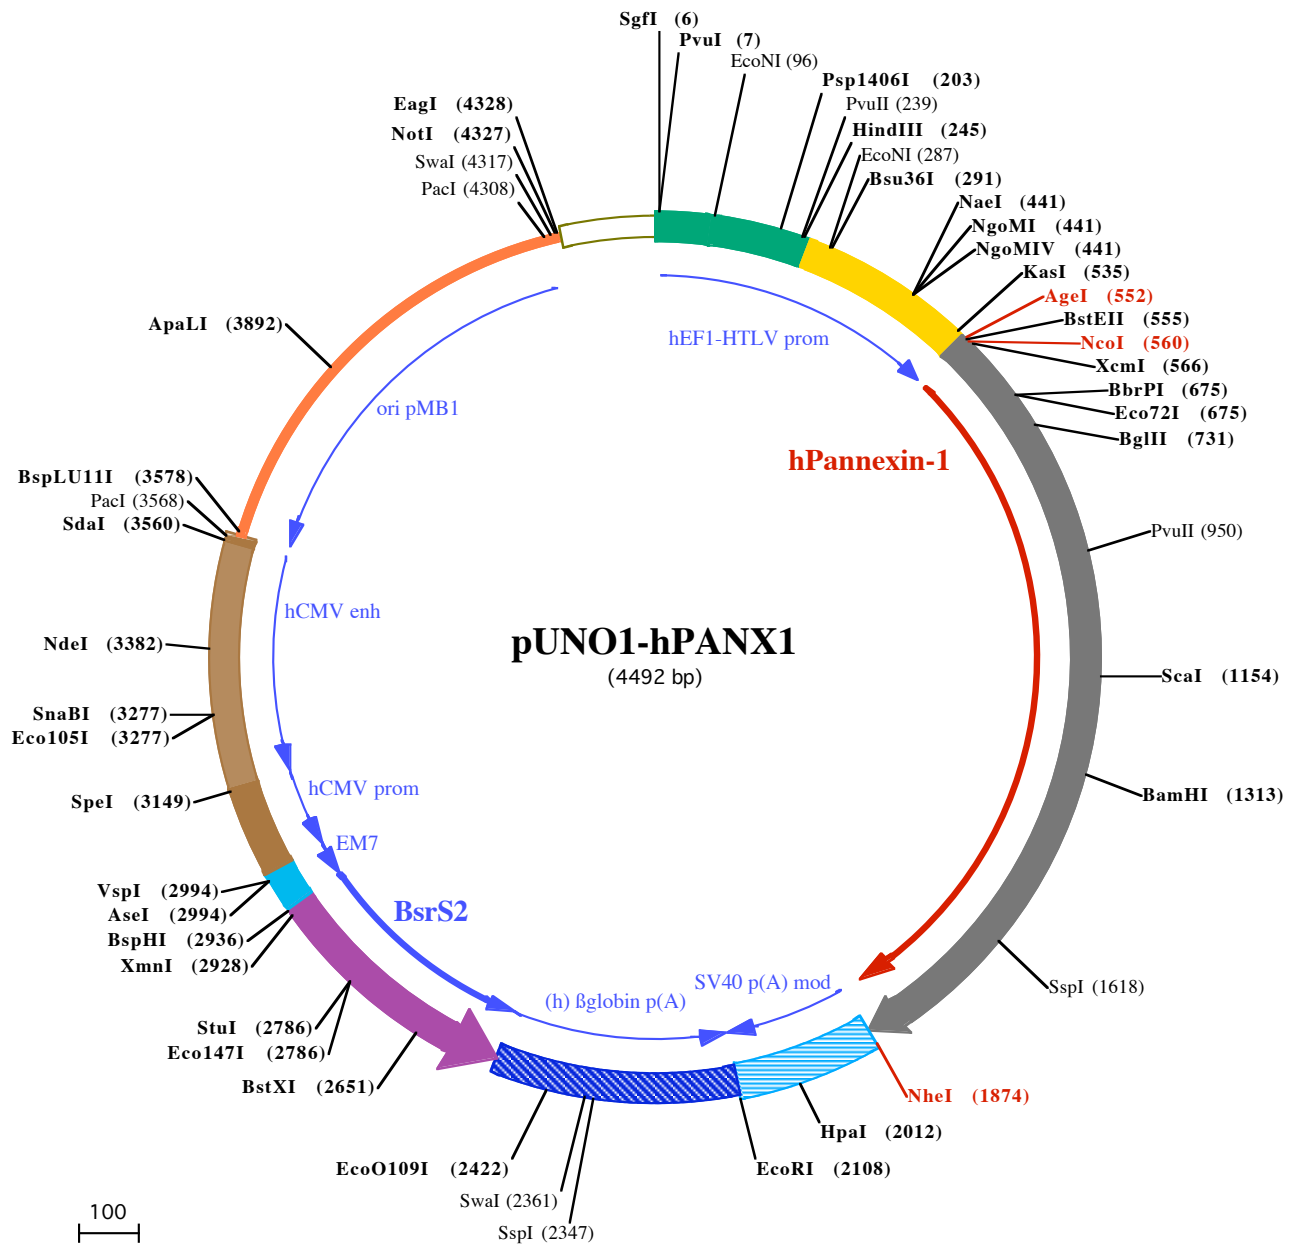 SgfI (6)
PvuI (7)
EcoNI (96)
Psp1406I (203)
PvuII (239)
HindIII (245)
EcoNI (287)
Bsu36I (291)
NaeI (441)
NgoMI (441)
NgoMIV (441)
KasI (535)
AgeI (552)
BstEII (555)
NcoI (560)
XcmI (566)
BbrPI (675)
Eco72I (675)
BglII (731)
PvuII (950)
ScaI (1154)
BamHI (1313)
SspI (1618)
NheI (1874)
HpaI (2012)
EcoRI (2108)
SspI (2347)
SwaI (2361)
EcoO109I (2422)
BstXI (2651)
Eco147I (2786)
StuI (2786)
XmnI (2928)
BspHI (2936)
AseI (2994)
VspI (2994)
SpeI (3149)
Eco105I (3277)
SnaBI (3277)
NdeI (3382)
SdaI (3560)
PacI (3568)
BspLU11I (3578)
ApaLI (3892)
PacI (4308)
SwaI (4317)
NotI (4327)
EagI (4328)
hEF1-HTLV prom
hPannexin-1
SV40 p(A) mod
(h) ßglobin p(A)
BsrS2
EM7
hCMV prom
hCMV enh
ori pMB1
pUNO1-hPANX1
(4492 bp)
100